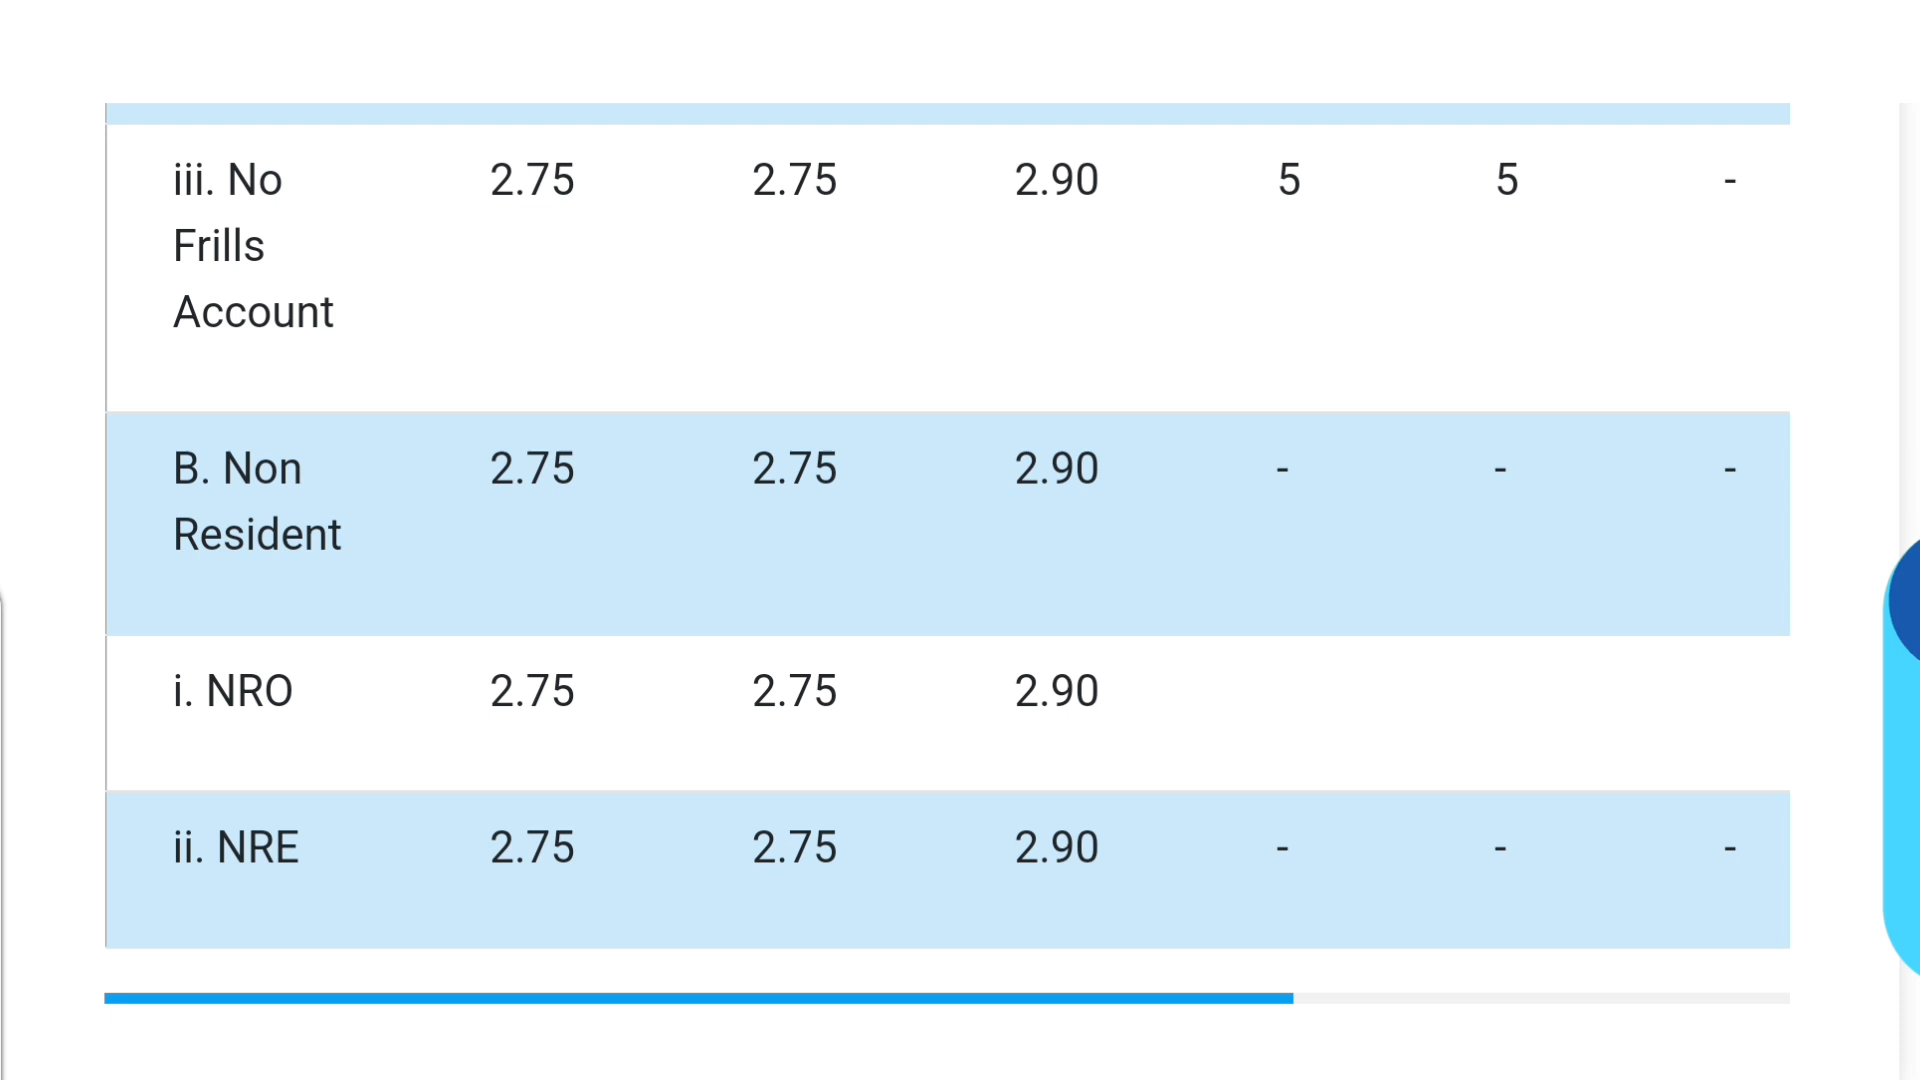 iii. No 2.75 2.75 2.90 5 5 -
Frills
Account
B. Non 2.75 2.75 2.90 - - -
Resident
i. NRO 2.75 2.75 2.90
ii. NRE 2.75 2.75 2.90 - - -